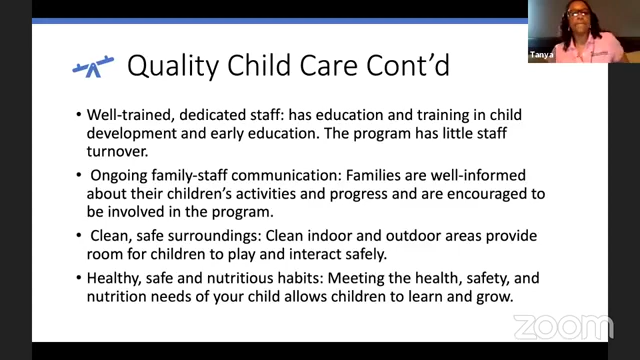 Quality Child Care Cont’d
Tanya
• Well-trained, dedicated staff: has education and training in child
development and early education. The program has little staff
turnover.
• Ongoing family-staff communication: Families are well-informed
about their children’s activities and progress and are encouraged to
be involved in the program.
• Clean, safe surroundings: Clean indoor and outdoor areas provide
room for children to play and interact safely.
• Healthy, safe and nutritious habits: Meeting the health, safety, and
nutrition needs of your child allows children to learn and grow.
zoom